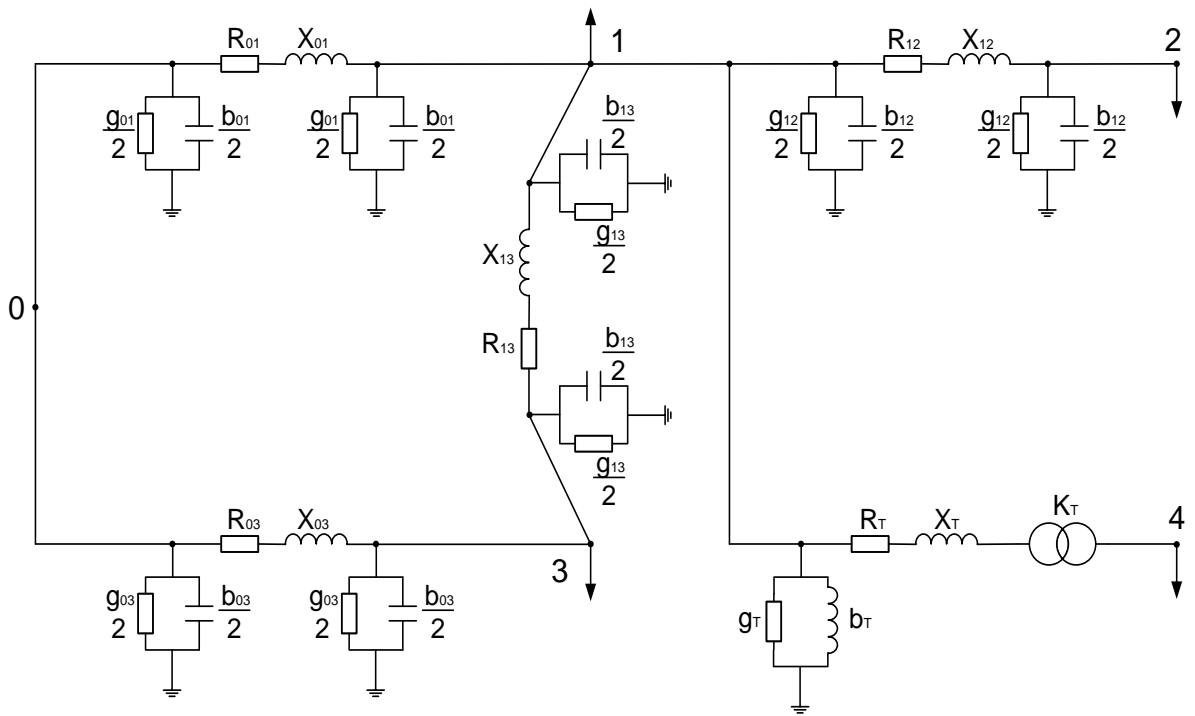 R01 X01
1
R12 X12
2
g01/2 b01/2
g01/2 b01/2
b13/2
g13/2
g12/2 b12/2
g12/2 b12/2
X13
0
R13
b13/2
g13/2
R03 X03
3
RT XT KT
4
g03/2 b03/2
g03/2 b03/2
gT bT